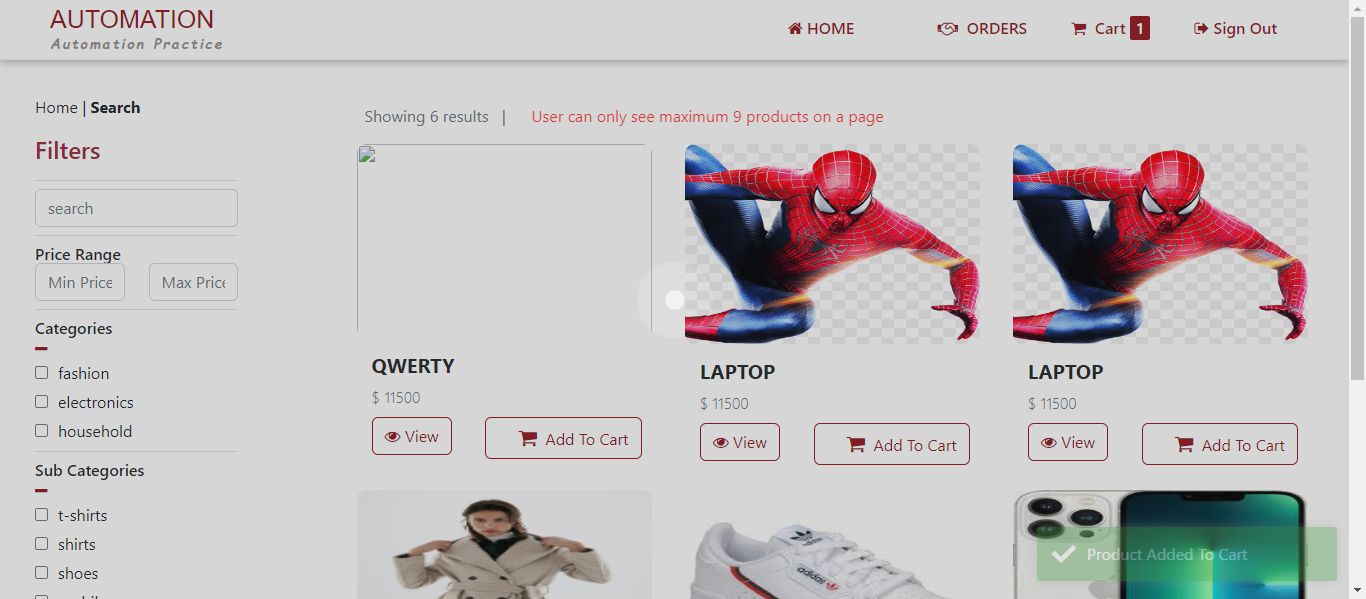 AUTOMATION
Automation Practice
HOME
ORDERS
Cart 1
Sign Out
Home | Search
Showing 6 results |
User can only see maximum 9 products on a page
Filters
search
Price Range
Min Price
Max Price
Categories
fashion
electronics
household
Sub Categories
t-shirts
shirts
shoes
QWERTY
$ 11500
View
Add To Cart
LAPTOP
$ 11500
View
Add To Cart
LAPTOP
$ 11500
View
Add To Cart
adidas
adidas
Product Added To Cart